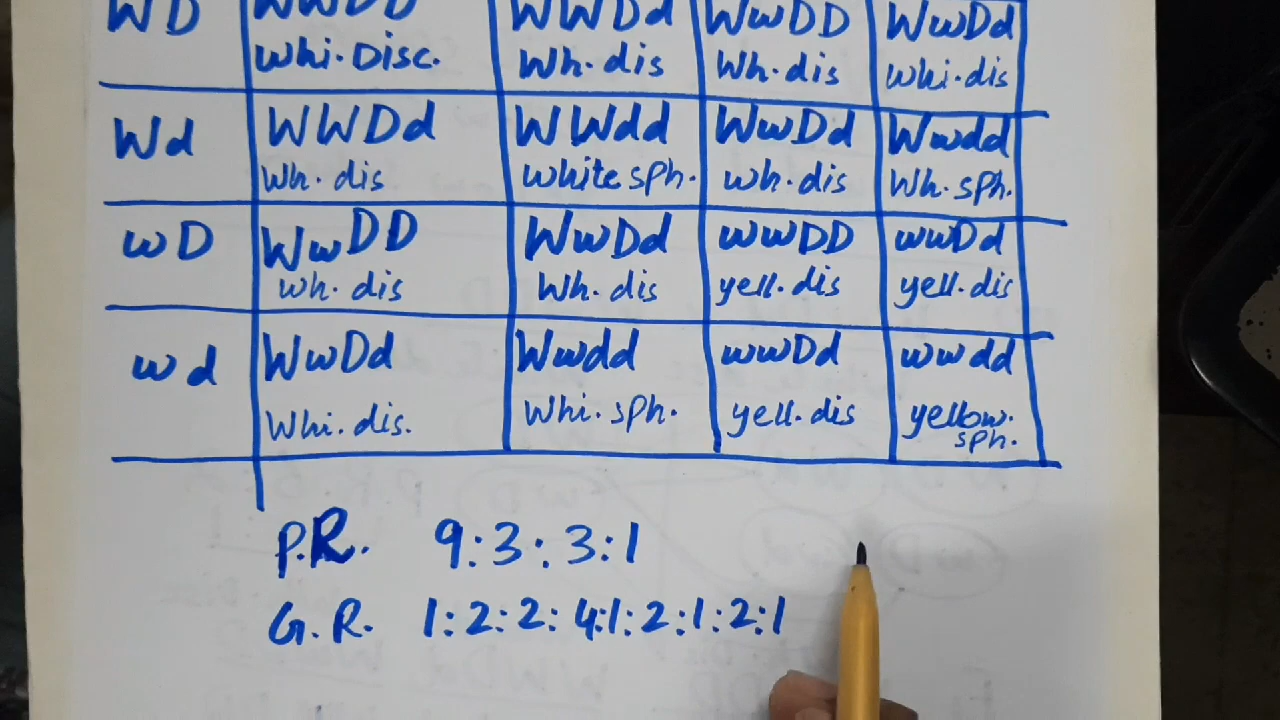 WD WWDD WWDd WwDD WwDd
Whi. Disc. Wh. dis Wh. dis whi. dis
Wd WWDd WWdd WwDd Wwdd
Wh. dis white sph. wh. dis Wh. sph.
wD WwDD WwDd wwDD wwDd
wh. dis Wh. dis yell. dis yell. dis
wd WwDd Wwdd wwDd wwdd
Whi. dis. Whi. sph. yell. dis yellow.
sph.
P.R. 9:3:3:1
G.R. 1:2:2:4:1:2:1:2:1